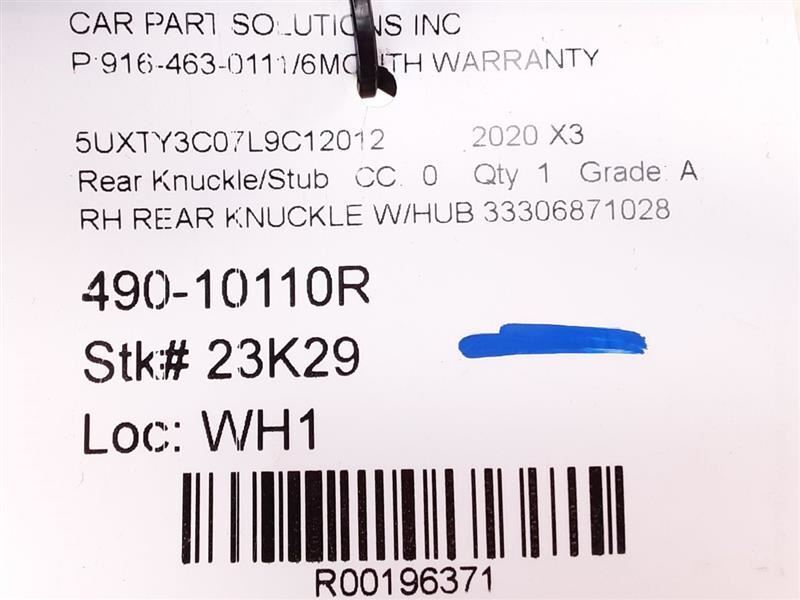 CAR PART SOLUTIONS INC
P:916-463-0111/6MONTH WARRANTY
5UXTY3C07L9C12012 2020 X3
Rear Knuckle/Stub CC: 0 Qty 1 Grade: A
RH REAR KNUCKLE W/HUB 33306871028
490-10110R
Stk# 23K29
Loc: WH1
R00196371